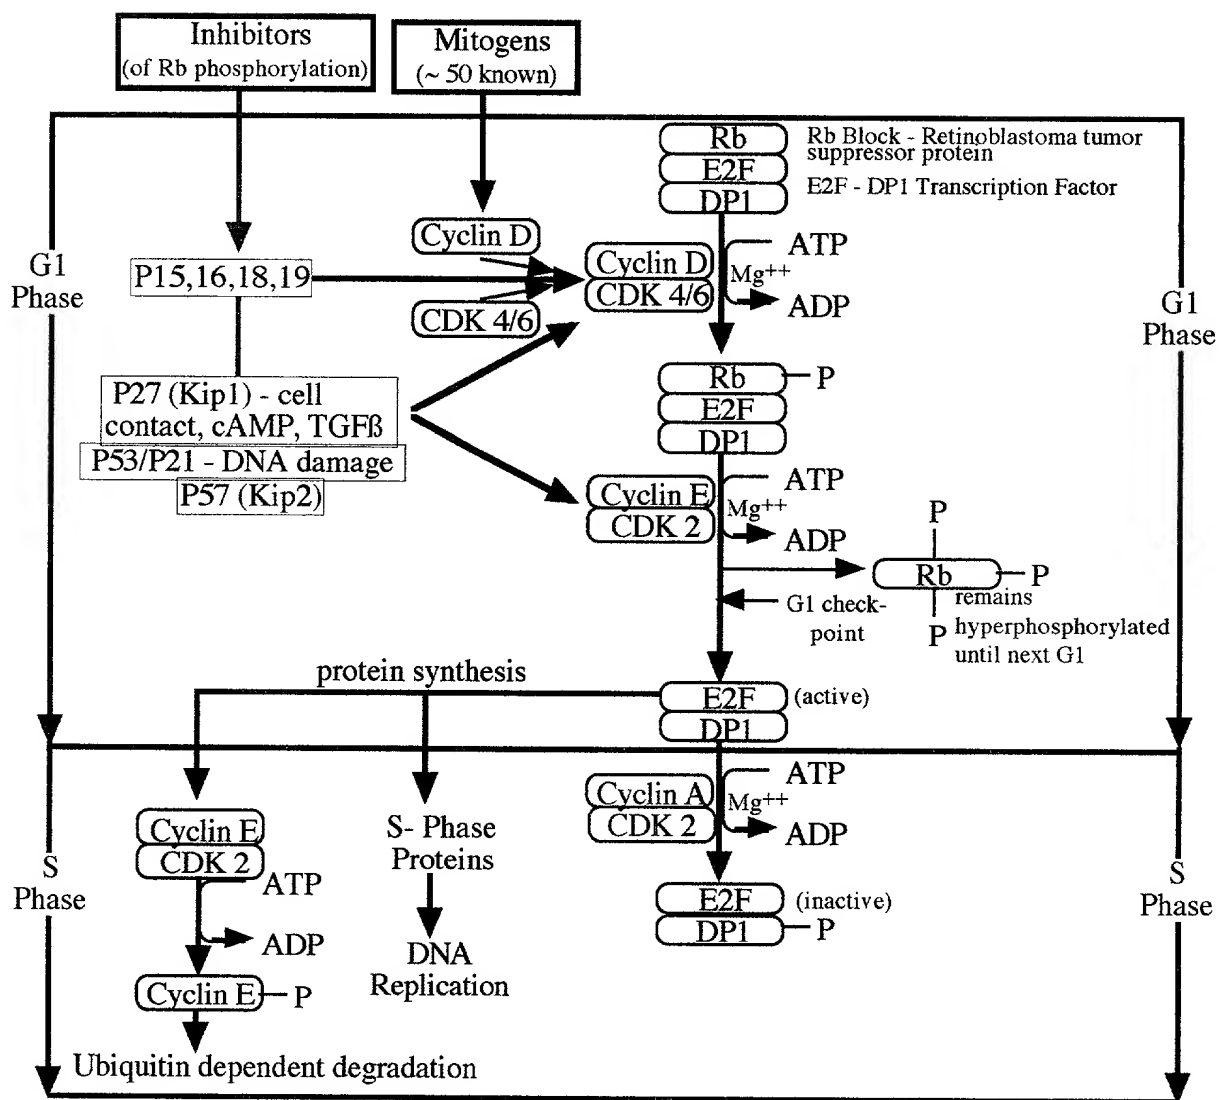 Inhibitors
(of Rb phosphorylation)
Mitogens
(~ 50 known)
Rb
E2F
DP1
Rb Block - Retinoblastoma tumor
suppressor protein
E2F - DP1 Transcription Factor
G1
Phase
P15,16,18,19
Cyclin D
CDK 4/6
Cyclin D
CDK 4/6
ATP
Mg++
ADP
G1
Phase
P27 (Kip1) - cell
contact, cAMP, TGFß
P53/P21 - DNA damage
P57 (Kip2)
Rb
P
E2F
DP1
Cyclin E
CDK 2
ATP
Mg++
ADP
P
Rb
P
P
remains
hyperphosphorylated
until next G1
G1 check-
point
protein synthesis
E2F
(active)
DP1
S
Phase
Cyclin E
CDK 2
ATP
ADP
Cyclin E
P
Ubiquitin dependent degradation
S- Phase
Proteins
DNA
Replication
Cyclin A
CDK 2
ATP
Mg++
ADP
E2F
(inactive)
DP1
P
S
Phase